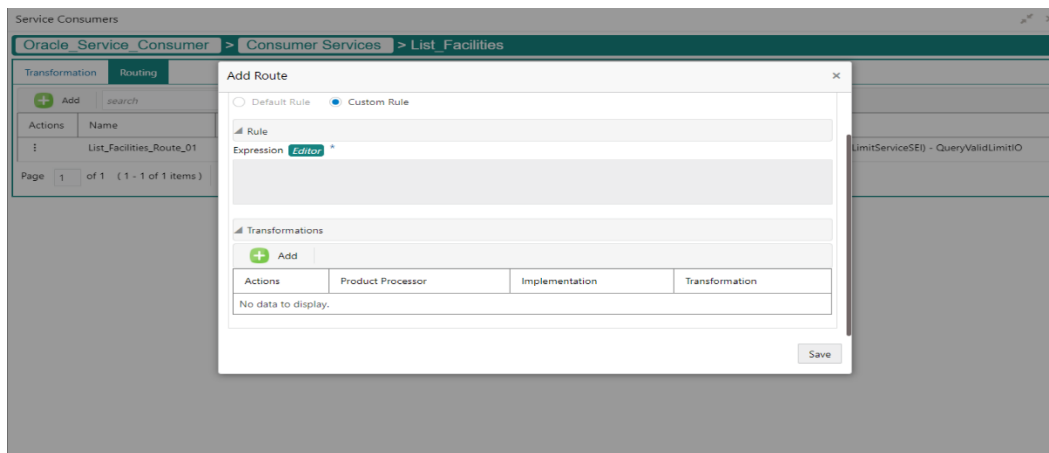 Service Consumers
Oracle_Service_Consumer > Consumer Services > List_Facilities
Transformation Routing
Add search
Actions Name
List_Facilities_Route_01
LimitServiceSEI) - QueryValidLimitIO
Page 1 of 1 (1 - 1 of 1 items)
Add Route
Default Rule Custom Rule
Rule
Expression Editor *
Transformations
Add
Actions Product Processor Implementation Transformation
No data to display.
Save